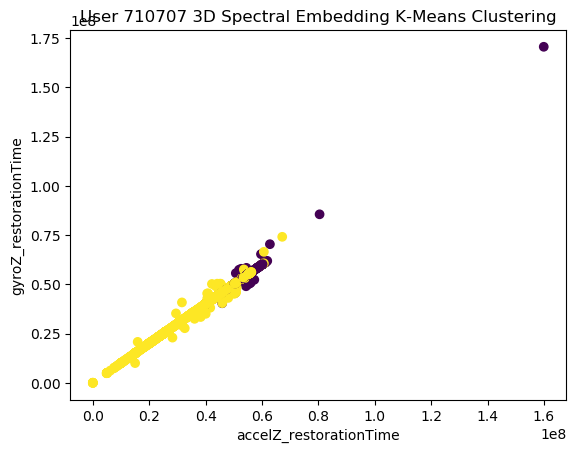 User 710707 3D Spectral Embedding K-Means Clustering
1e8
1.75
1.50
1.25
1.00
0.75
0.50
0.25
0.00
gyroZ_restorationTime
0.0 0.2 0.4 0.6 0.8 1.0 1.2 1.4 1.6
1e8
accelZ_restorationTime